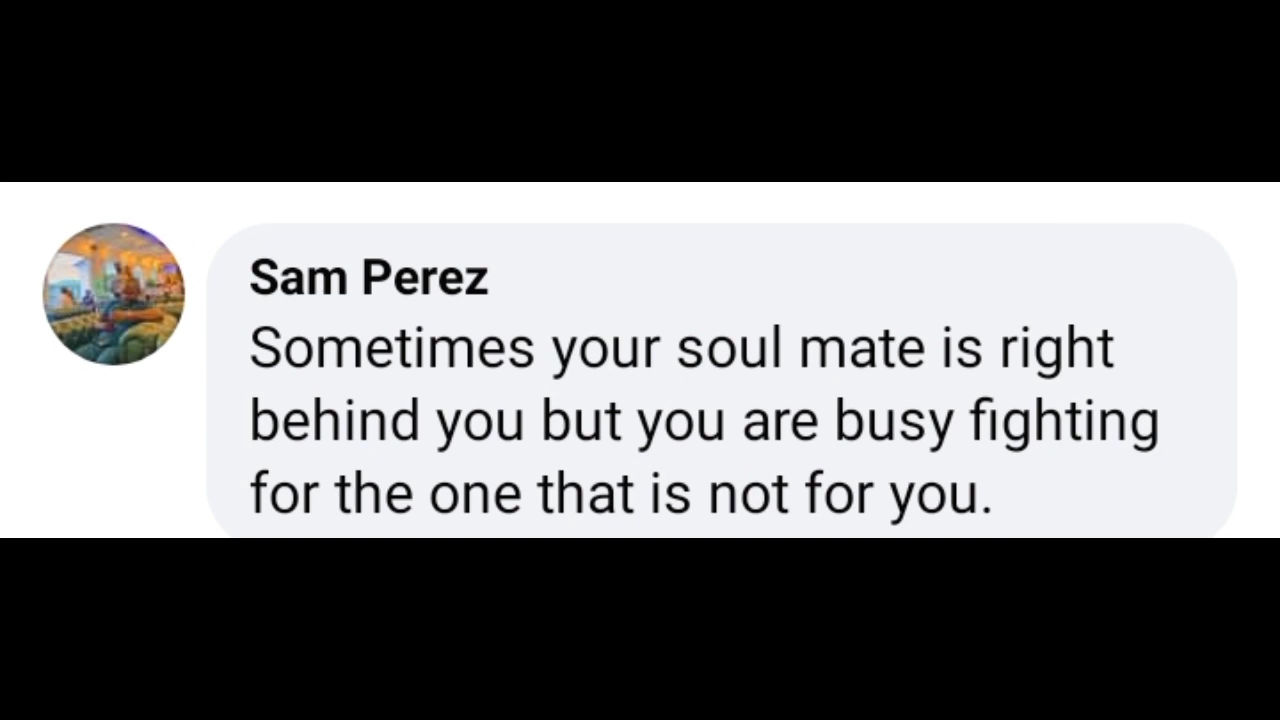 Sam Perez
Sometimes your soul mate is right
behind you but you are busy fighting
for the one that is not for you.